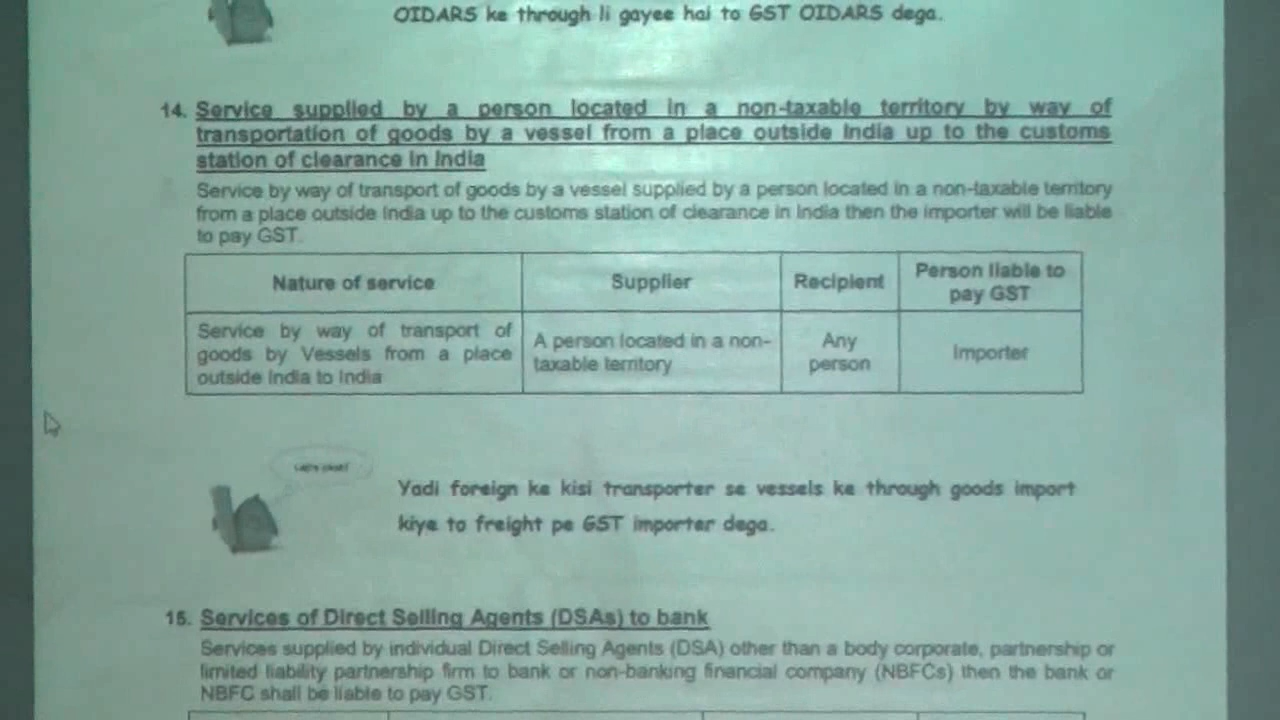 OIDARS ke through li gayee hai to GST OIDARS dega.
14. Service supplied by a person located in a non-taxable territory by way of
transportation of goods by a vessel from a place outside India up to the customs
station of clearance in India
Service by way of transport of goods by a vessel supplied by a person located in a non-taxable territory
from a place outside India up to the customs station of clearance in India then the importer will be liable
to pay GST.
Nature of service Supplier Recipient Person liable to
pay GST
Service by way of transport of
goods by Vessels from a place
outside India to India
A person located in a non-
taxable territory
Any
person
Importer
Yadi foreign ke kisi transporter se vessels ke through goods import
kiye to freight pe GST importer dega.
15. Services of Direct Selling Agents (DSAs) to bank
Services supplied by individual Direct Selling Agents (DSA) other than a body corporate, partnership or
limited liability partnership firm to bank or non-banking financial company (NBFCs) then the bank or
NBFC shall be liable to pay GST.